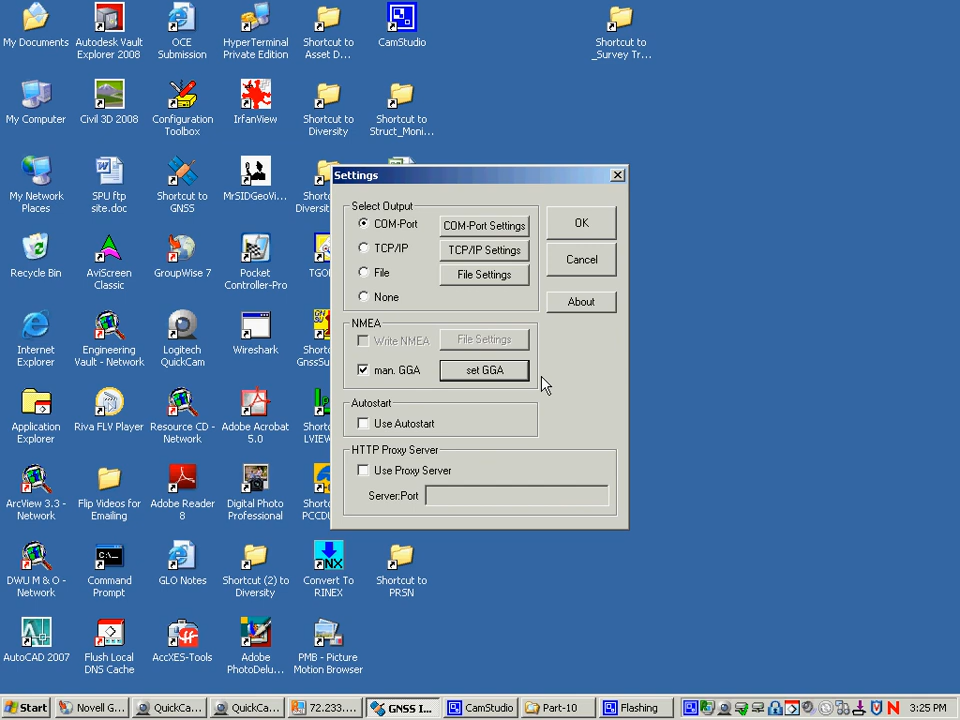 My Documents
Autodesk Vault
Explorer 2008
OCE
Submission
HyperTerminal
Private Edition
Shortcut to
Asset D...
CamStudio
Shortcut to
_Survey Tr...
My Computer
Civil 3D 2008
Configuration
Toolbox
IrfanView
Shortcut to
Diversity
Shortcut to
Struct_Moni...
My Network
Places
SPU ftp
site.doc
Shortcut to
GNSS
MrSIDGeoVi...
Shor
Diversit
Recycle Bin
AviScreen
Classic
GroupWise 7
Pocket
Controller-Pro
TGO
Internet
Explorer
Engineering
Vault - Network
Logitech
QuickCam
Wireshark
Short
GnssSu
Application
Explorer
Riva FLV Player
Resource CD -
Network
Adobe Acrobat
5.0
Short
LVIEW
ArcView 3.3 -
Network
Flip Videos for
Emailing
Adobe Reader
8
Digital Photo
Professional
Short
PCCDU
DWU M & O -
Network
Command
Prompt
GLO Notes
Shortcut (2) to
Diversity
Convert To
RINEX
Shortcut to
PRSN
AutoCAD 2007
Flush Local
DNS Cache
AccXES-Tools
Adobe
PhotoDelu...
PMB - Picture
Motion Browser
Settings
Select Output
COM-Port
COM-Port Settings
TCP/IP
TCP/IP Settings
File
File Settings
None
OK
Cancel
About
NMEA
Write NMEA
File Settings
man. GGA
set GGA
Autostart
Use Autostart
HTTP Proxy Server
Use Proxy Server
Server:Port
Start
Novell G...
QuickCa...
QuickCa...
72.233....
GNSS I...
CamStudio
Part-10
Flashing
3:25 PM